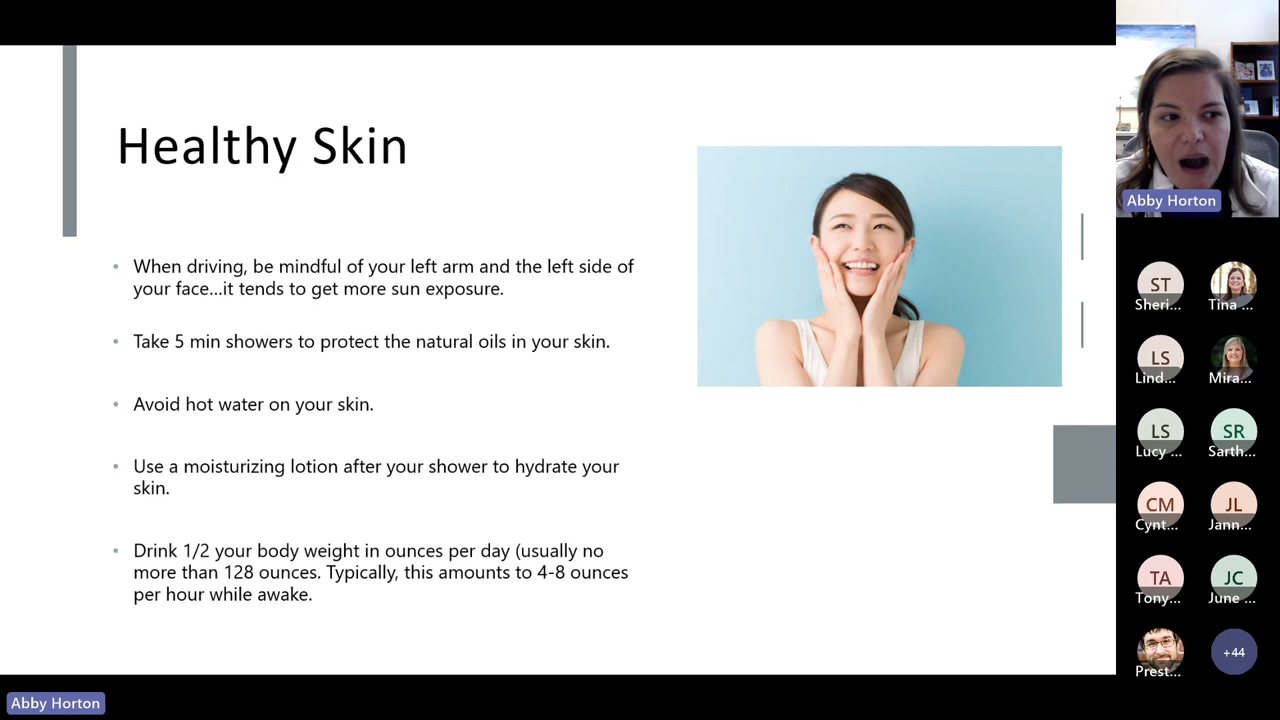 Healthy Skin
• When driving, be mindful of your left arm and the left side of
your face...it tends to get more sun exposure.
• Take 5 min showers to protect the natural oils in your skin.
• Avoid hot water on your skin.
• Use a moisturizing lotion after your shower to hydrate your
skin.
• Drink 1/2 your body weight in ounces per day (usually no
more than 128 ounces. Typically, this amounts to 4-8 ounces
per hour while awake.
Abby Horton
ST
Sheri...
Tina ...
LS
Lind...
Mira...
LS
Lucy ...
SR
Sarth...
CM
Cynt...
JL
Jann...
TA
Tony...
JC
June ...
Prest...
+44
Abby Horton